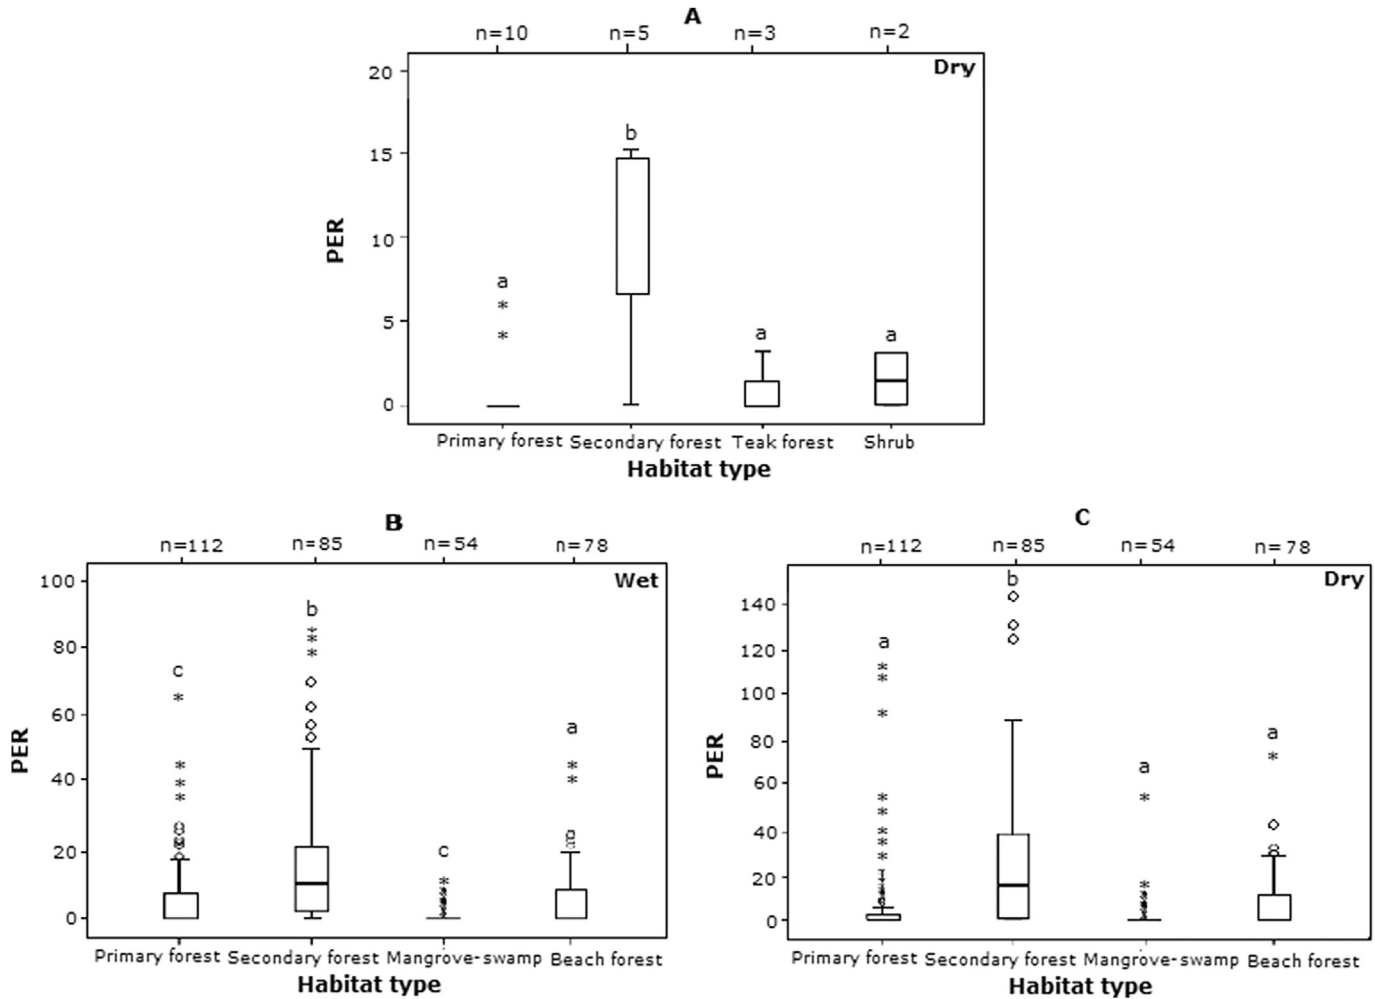 A
n=10 n=5 n=3 n=2
Dry
20
15
10
5
0
PER
b
a
a
a
Primary forest Secondary forest Teak forest Shrub
Habitat type
B
n=112 n=85 n=54 n=78
Wet
100
80
60
40
20
0
PER
c
b
c
a
Primary forest Secondary forest Mangrove-swamp Beach forest
Habitat type
C
n=112 n=85 n=54 n=78
Dry
140
120
100
80
60
40
20
0
PER
a
b
a
a
Primary forest Secondary forest Mangrove-swamp Beach forest
Habitat type